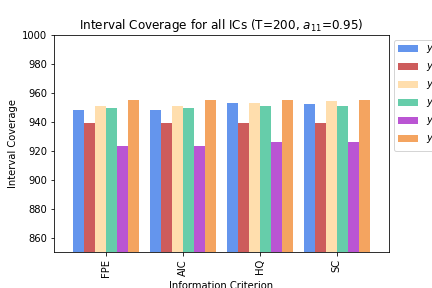 Interval Coverage for all ICs (T=200, a₁₁=0.95)
1000
980
960
940
920
900
880
860
Interval Coverage
FPE
AIC
HQ
SC
Information Criterion
y
y
y
y
y
y